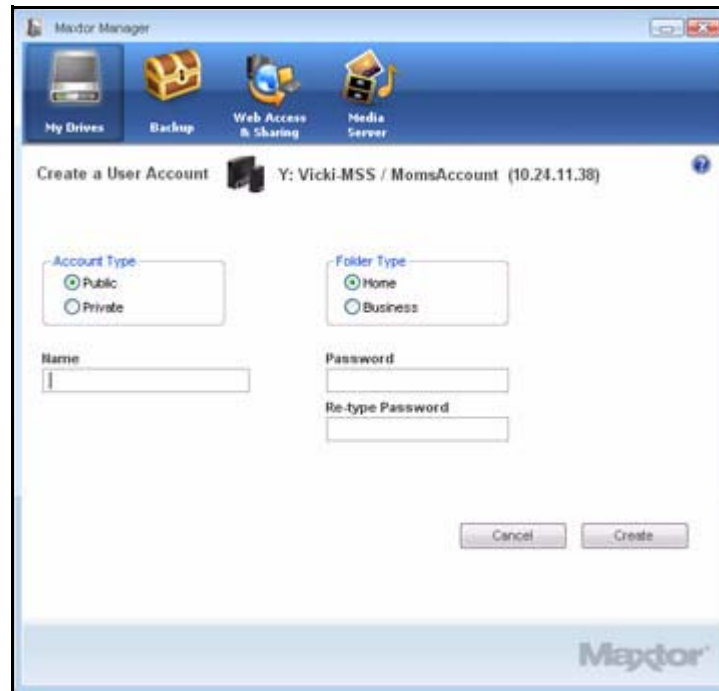 Maxtor Manager
My Drives
Backup
Web Access
& Sharing
Media
Server
Create a User Account
Y: Vicki-MSS / MomsAccount (10.24.11.38)
Account Type
Public
Private
Folder Type
Home
Business
Name
Password
Re-type Password
Cancel
Create
Maxtor